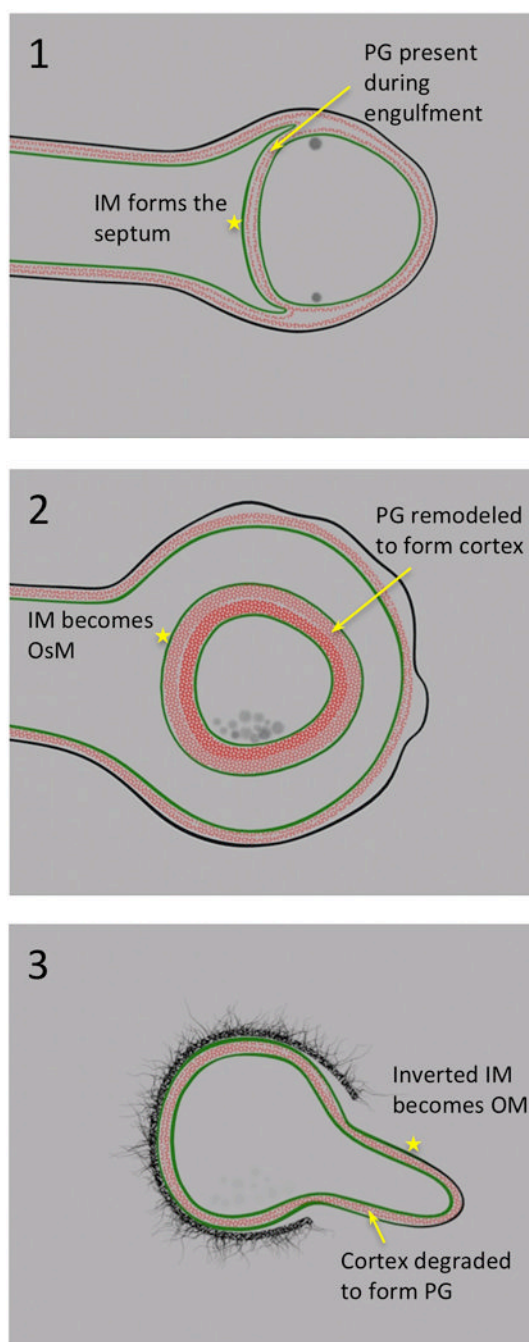 1
PG present
during
engulfment
IM forms the
septum
2
PG remodeled
to form cortex
IM becomes
OsM
3
Inverted IM
becomes OM
Cortex degraded
to form PG